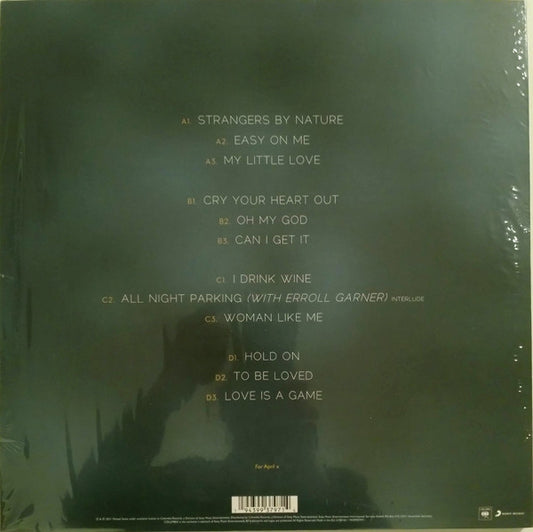 A1. STRANGERS BY NATURE
A2. EASY ON ME
A3. MY LITTLE LOVE
B1. CRY YOUR HEART OUT
B2. OH MY GOD
B3. CAN I GET IT
C1. I DRINK WINE
C2. ALL NIGHT PARKING (WITH ERROLL GARNER) INTERLUDE
C3. WOMAN LIKE ME
D1. HOLD ON
D2. TO BE LOVED
D3. LOVE IS A GAME
For April x